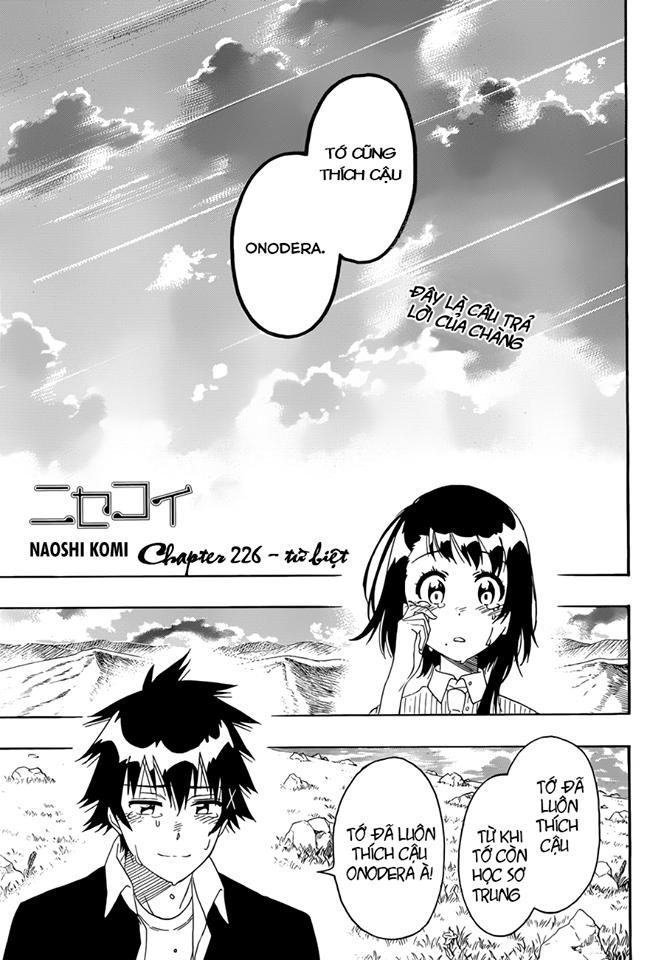 TỚ CŨNG
THÍCH CẬU
ONODERA.
ĐÂY LÀ CÂU TRẢ
LỜI CỦA CHÀNG
ニセコイ
NAOSHI KOMI Chapter 226 - từ biệt
TỚ ĐÃ
LUÔN
THÍCH
CẬU
TỪ KHI
TỚ CÒN
HỌC SƠ
TRUNG
TỚ ĐÃ LUÔN
THÍCH CẬU
ONODERA À!